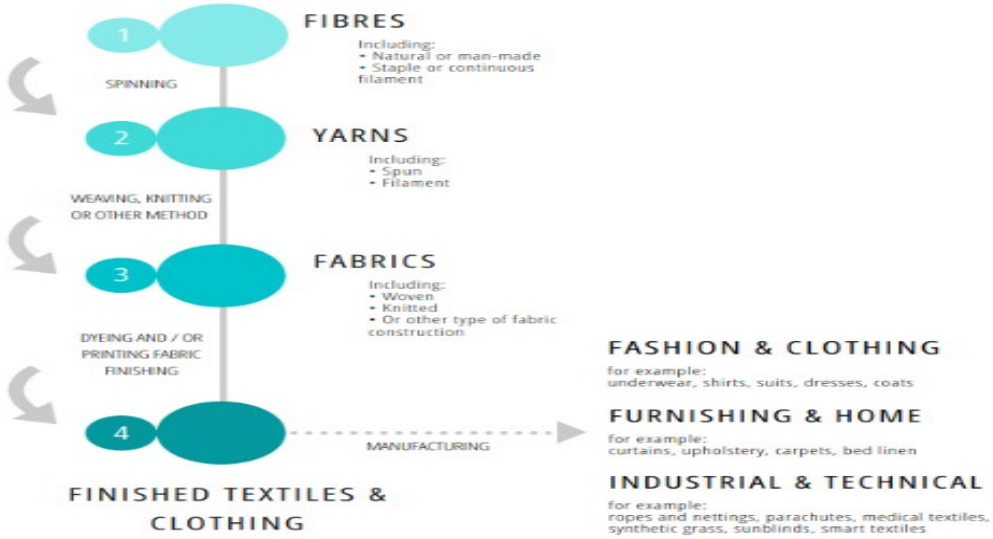 1
FIBRES
Including:
• Natural or man-made
• Staple or continuous
filament
SPINNING
2
YARNS
Including:
• Spun
• Filament
WEAVING, KNITTING
OR OTHER METHOD
3
FABRICS
Including:
• Woven
• Knitted
• Or other type of fabric
construction
DYEING AND / OR
PRINTING FABRIC
FINISHING
4
MANUFACTURING
FINISHED TEXTILES &
CLOTHING
FASHION & CLOTHING
for example:
underwear, shirts, suits, dresses, coats
FURNISHING & HOME
for example:
curtains, upholstery, carpets, bed linen
INDUSTRIAL & TECHNICAL
for example:
ropes and nettings, parachutes, medical textiles,
synthetic grass, sunblinds, smart textiles